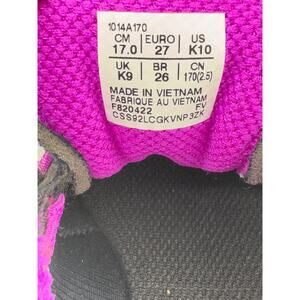 1014A170
CM EURO US
17.0 27 K10
UK BR CN
K9 26 170(2.5)
MADE IN VIETNAM
FABRIQUE AU VIETNAM
F820422 FV
CSS92LCGKVNP3ZK